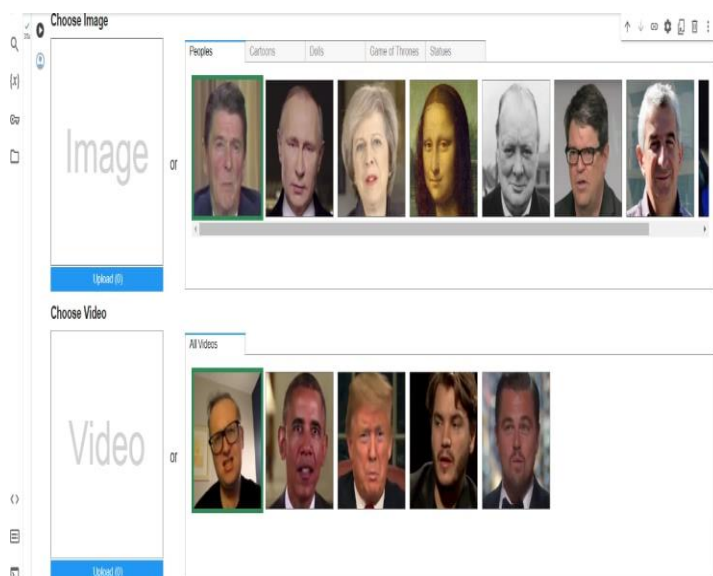 Choose Image
Peoples
Cartoons
Dolls
Game of Thrones
Statues
Image
or
Upload (0)
Choose Video
All Videos
Video
or
Upload (0)
{x}